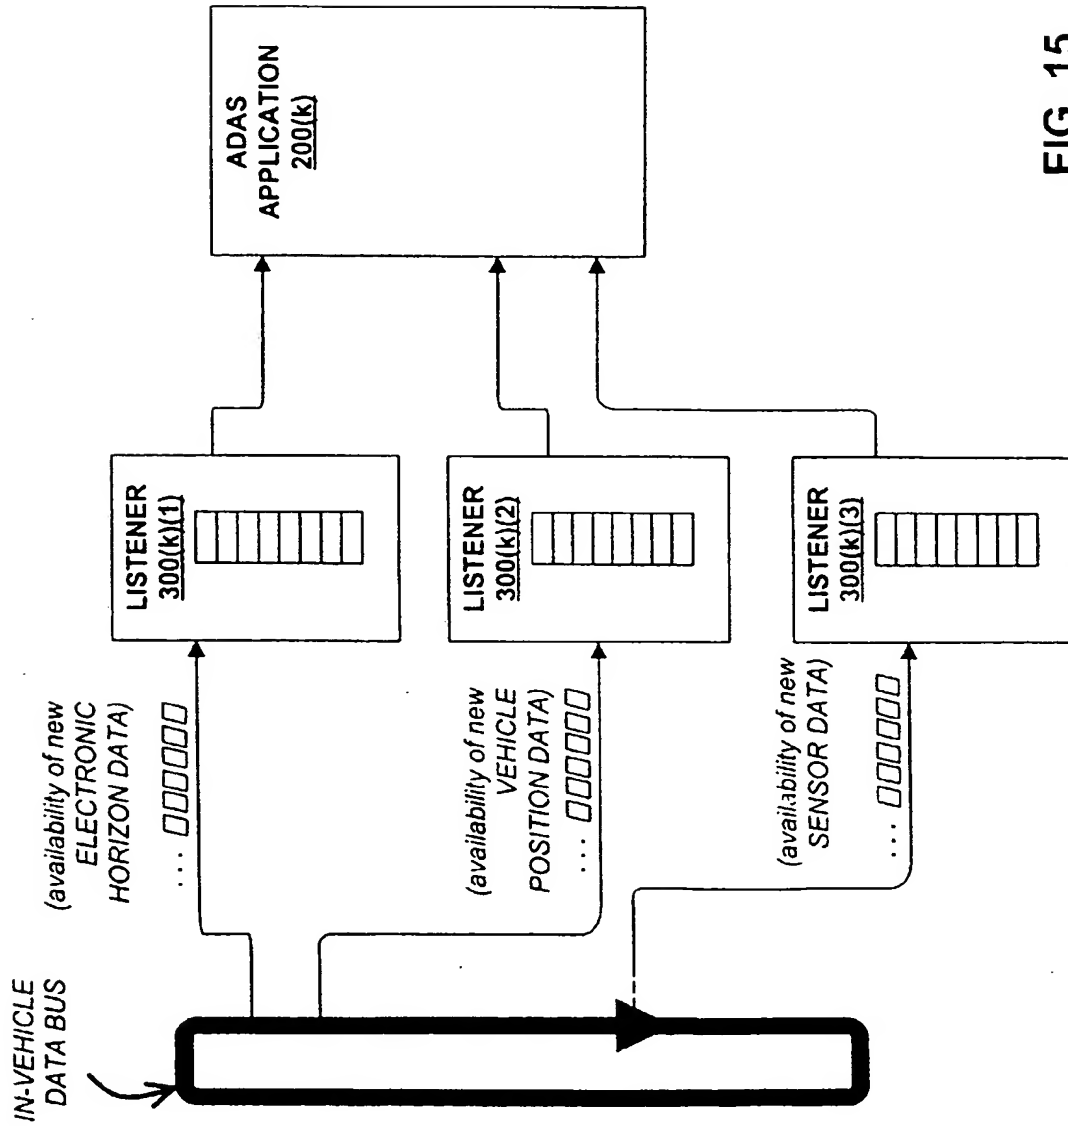 IN-VEHICLE
DATA BUS
(availability of new
ELECTRONIC
HORIZON DATA)
...
(availability of new
VEHICLE
POSITION DATA)
...
(availability of new
SENSOR DATA)
...
LISTENER
300(k)(1)
LISTENER
300(k)(2)
LISTENER
300(k)(3)
ADAS
APPLICATION
200(k)
FIG. 15